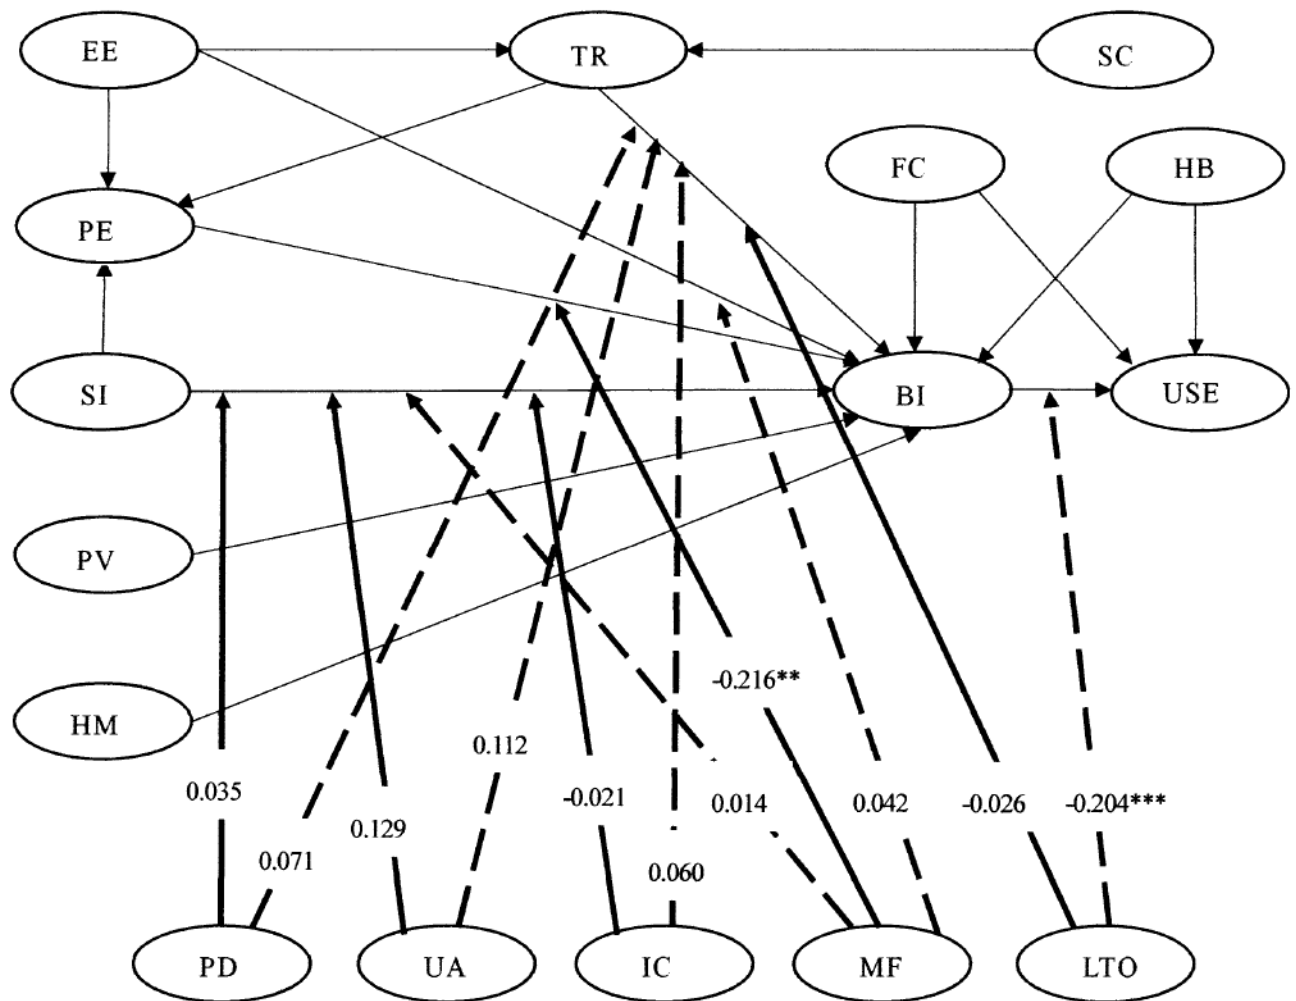 EE
TR
SC
FC
HB
PE
SI
BI
USE
PV
HM
-0.216**
0.112
0.035
-0.021
0.014
0.042
-0.026
-0.204***
0.129
0.071
0.060
PD
UA
IC
MF
LTO